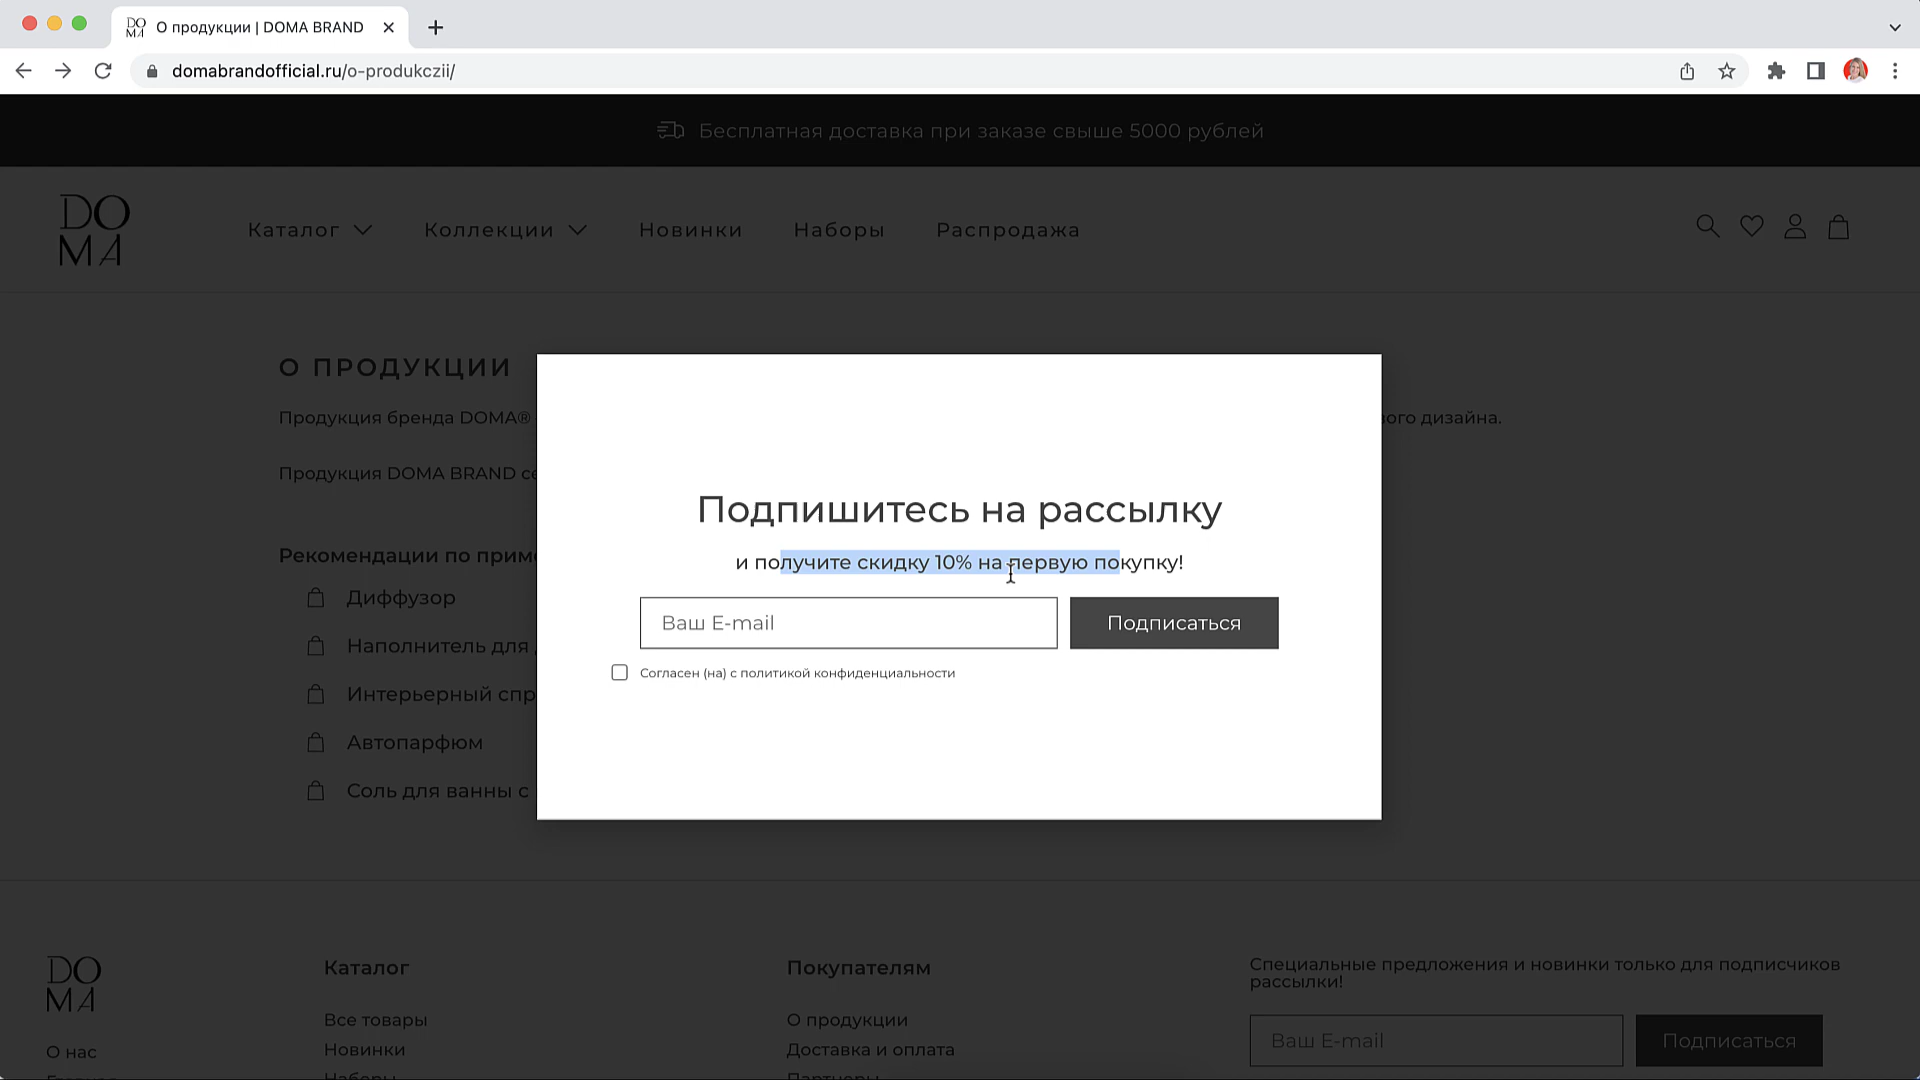 О продукции | DOMA BRAND
domabrandofficial.ru/o-produkczii/
Бесплатная доставка при заказе свыше 5000 рублей
DO
MA
Каталог
Коллекции
Новинки
Наборы
Распродажа
О ПРОДУКЦИИ
Продукция бренда DOMA®
вого дизайна.
Продукция DOMA BRAND се
Рекомендации по прим
Диффузор
Наполнитель для
Интерьерный спр
Автопарфюм
Соль для ванны с
Подпишитесь на рассылку
и получите скидку 10% на первую покупку!
Ваш E-mail
Подписаться
Согласен (на) с политикой конфиденциальности
DO
MA
О нас
Каталог
Все товары
Новинки
Наборы
Покупателям
О продукции
Доставка и оплата
Партнеры
Специальные предложения и новинки только для подписчиков
рассылки!
Ваш E-mail
Подписаться